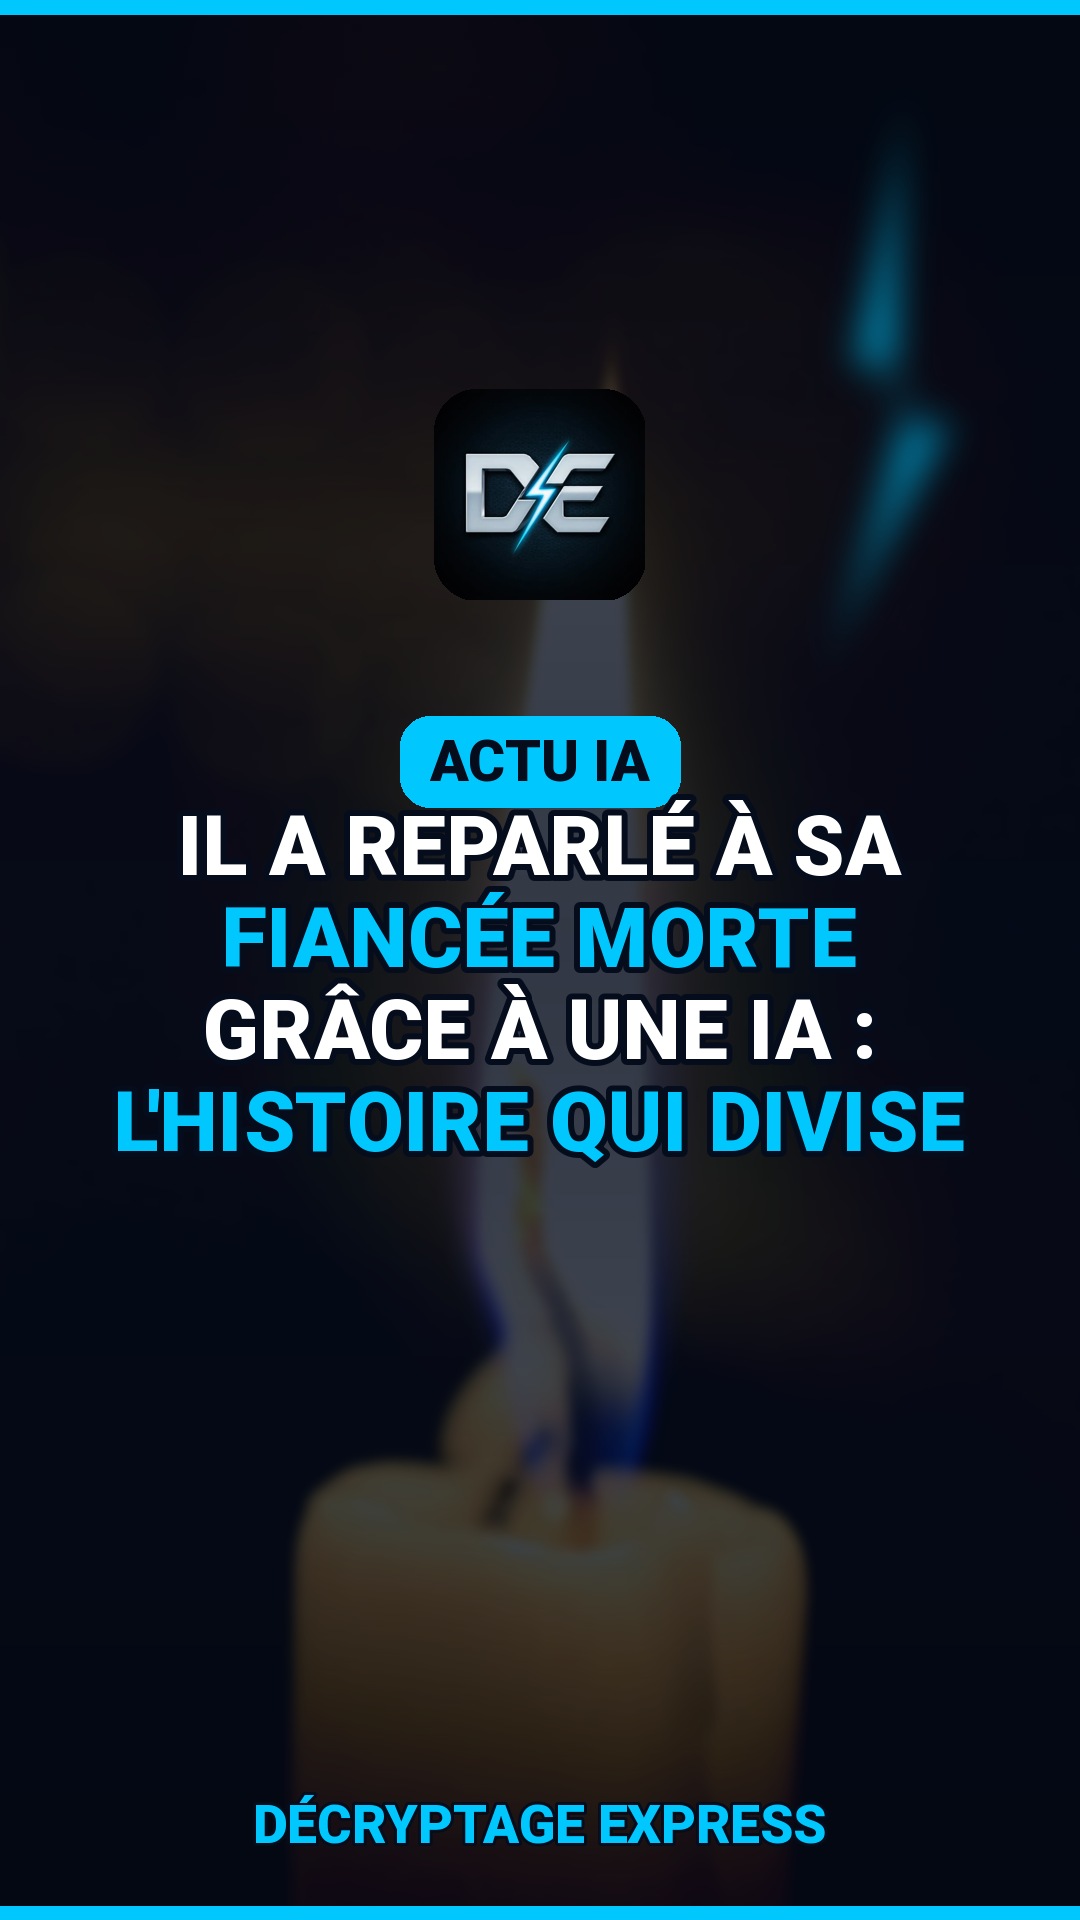 DE
ACTU IA
IL A REPARLÉ À SA
FIANCÉE MORTE
GRÂCE À UNE IA :
L'HISTOIRE QUI DIVISE
DÉCRYPTAGE EXPRESS